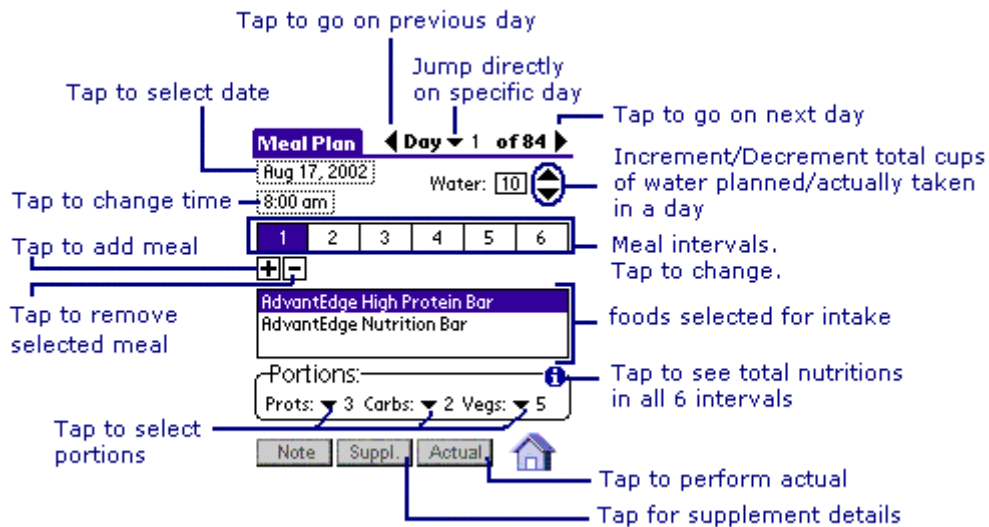 Tap to go on previous day
Jump directly
on specific day
Tap to select date
Tap to go on next day
Meal Plan Day 1 of 84
Aug 17, 2002
Water: 10
Increment/Decrement total cups
of water planned/actually taken
in a day
Tap to change time
8:00 am
1 2 3 4 5 6
Meal intervals.
Tap to change.
Tap to add meal
+ -
Tap to remove
selected meal
AdvantEdge High Protein Bar
AdvantEdge Nutrition Bar
foods selected for intake
Portions:
i
Prots: 3 Carbs: 2 Vegs: 5
Tap to see total nutritions
in all 6 intervals
Tap to select
portions
Note Suppl. Actual
Tap to perform actual
Tap for supplement details